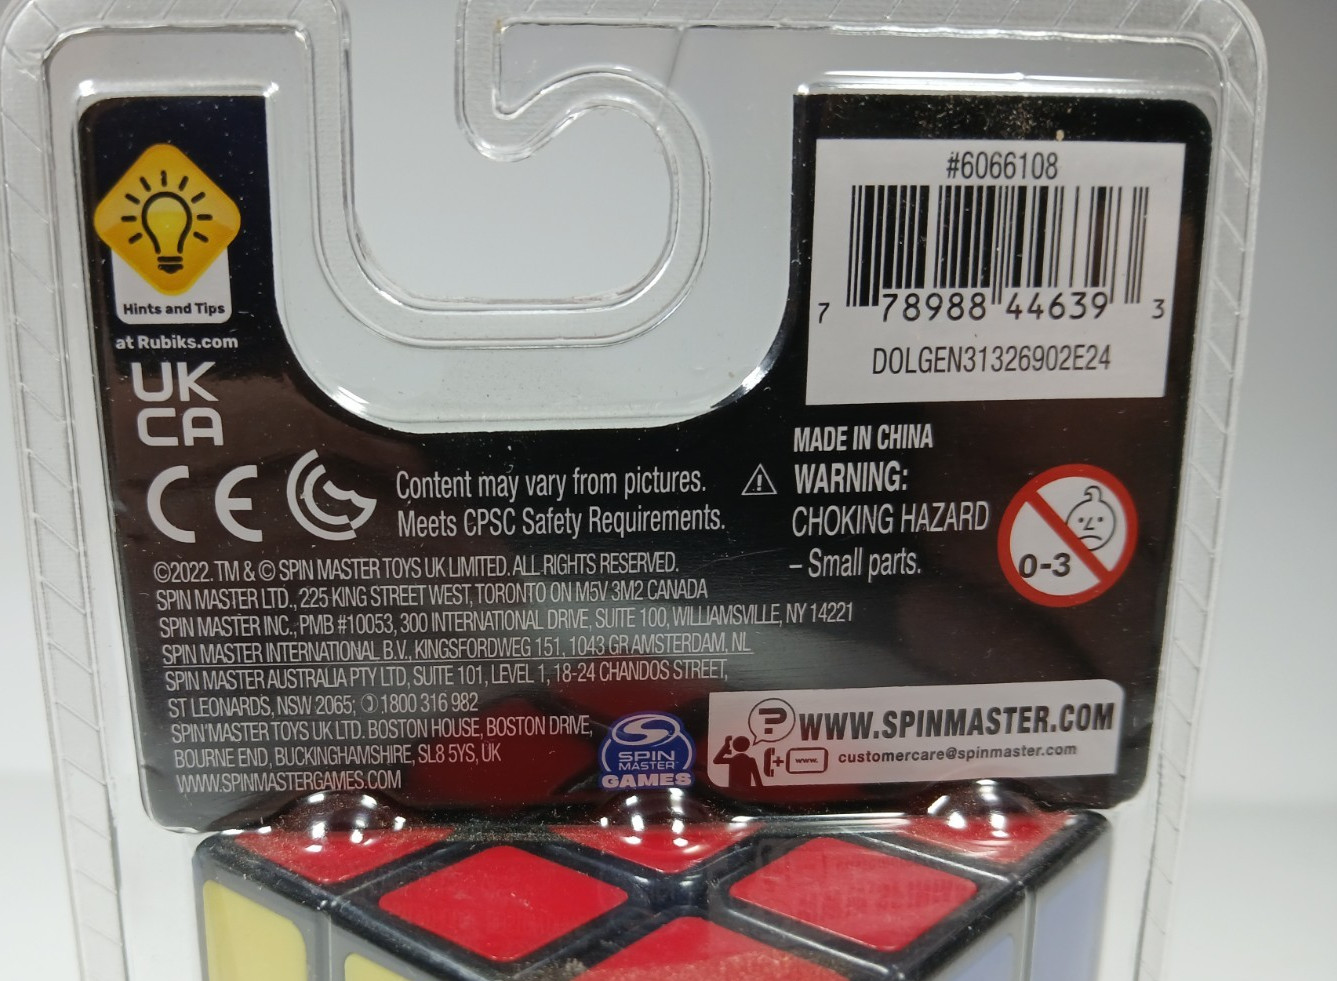 Hints and Tips
at Rubiks.com
UK
CA
CE
Content may vary from pictures.
Meets CPSC Safety Requirements.
©2022. TM & © SPIN MASTER TOYS UK LIMITED. ALL RIGHTS RESERVED.
SPIN MASTER LTD., 225 KING STREET WEST, TORONTO ON M5V 3M2 CANADA
SPIN MASTER INC., PMB #10053, 300 INTERNATIONAL DRIVE, SUITE 100, WILLIAMSVILLE, NY 14221
SPIN MASTER INTERNATIONAL B.V., KINGSFORDWEG 151, 1043 GR AMSTERDAM, NL
SPIN MASTER AUSTRALIA PTY LTD, SUITE 101, LEVEL 1, 18-24 CHANDOS STREET,
ST LEONARDS, NSW 2065; 1800 316 982
SPIN MASTER TOYS UK LTD. BOSTON HOUSE, BOSTON DRIVE,
BOURNE END, BUCKINGHAMSHIRE, SL8 5YS, UK
WWW.SPINMASTERGAMES.COM
SPIN
MASTER™
GAMES
#6066108
7 78988 44639 3
DOLGEN31326902E24
MADE IN CHINA
⚠ WARNING:
CHOKING HAZARD
– Small parts.
0-3
? WWW.SPINMASTER.COM
www. customercare@spinmaster.com